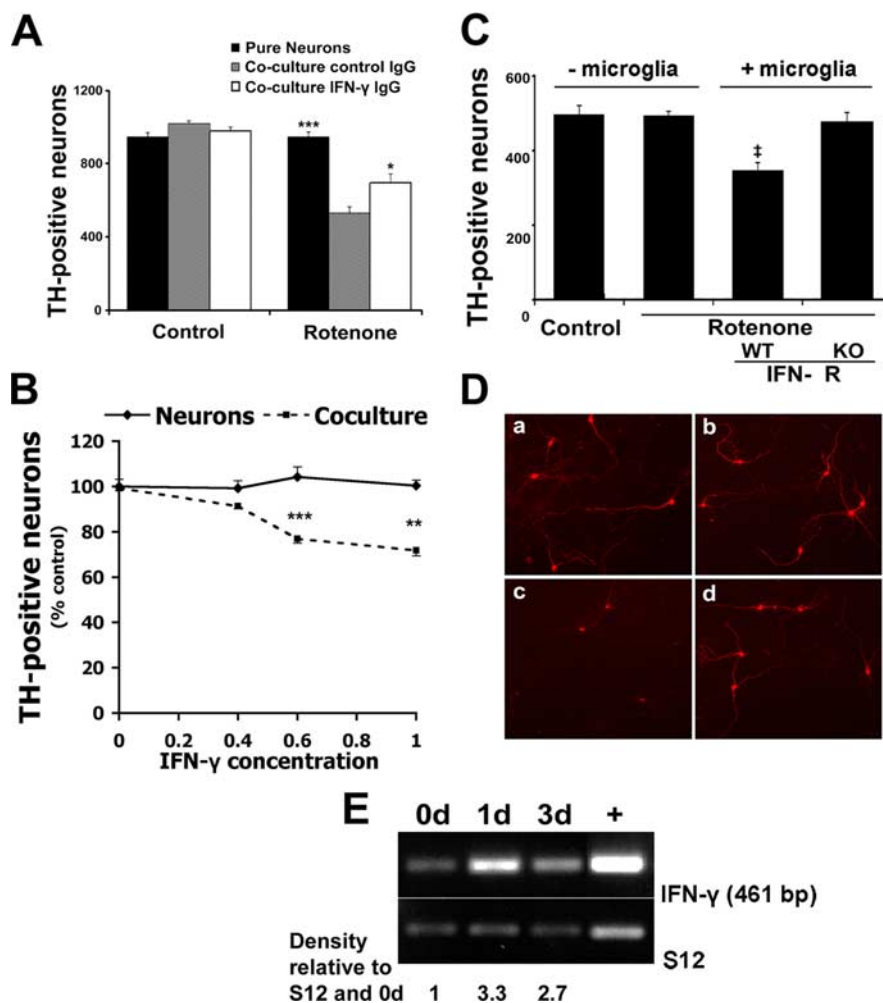 A
Pure Neurons
Co-culture control IgG
Co-culture IFN-γ IgG
TH-positive neurons
1200
900
600
400
0
***
*
Control
Rotenone
B
Neurons
Coculture
TH-positive neurons
(% control)
120
100
80
60
40
20
0
***
**
0 0.2 0.4 0.6 0.8 1
IFN-γ concentration
C
- microglia
+ microglia
TH-positive neurons
600
400
200
0
‡
Control
Rotenone
WT KO
IFN- R
D
a
b
c
d
E
0d 1d 3d +
IFN-γ (461 bp)
S12
Density
relative to
S12 and 0d 1 3.3 2.7